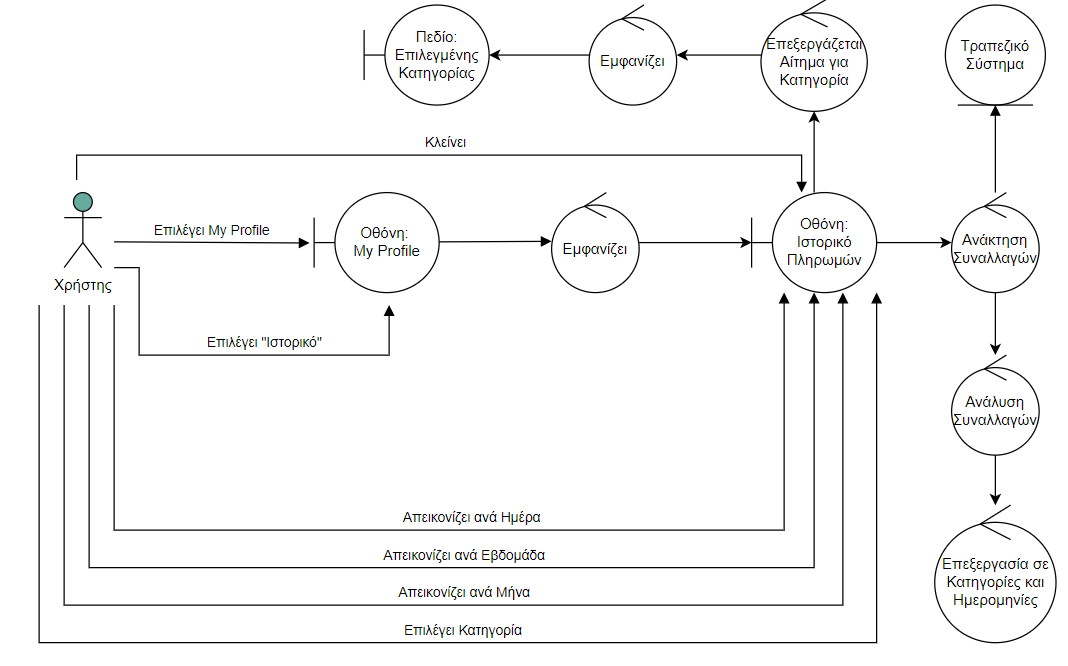 Πεδίο:
Επιλεγμένης
Κατηγορίας
Εμφανίζει
Επεξεργάζεται
Αίτημα για
Κατηγορία
Τραπεζικό
Σύστημα
Κλείνει
Επιλέγει My Profile
Οθόνη:
My Profile
Εμφανίζει
Οθόνη:
Ιστορικό
Πληρωμών
Ανάκτηση
Συναλλαγών
Χρήστης
Επιλέγει "Ιστορικό"
Ανάλυση
Συναλλαγών
Απεικονίζει ανά Ημέρα
Απεικονίζει ανά Εβδομάδα
Απεικονίζει ανά Μήνα
Επιλέγει Κατηγορία
Επεξεργασία σε
Κατηγορίες και
Ημερομηνίες